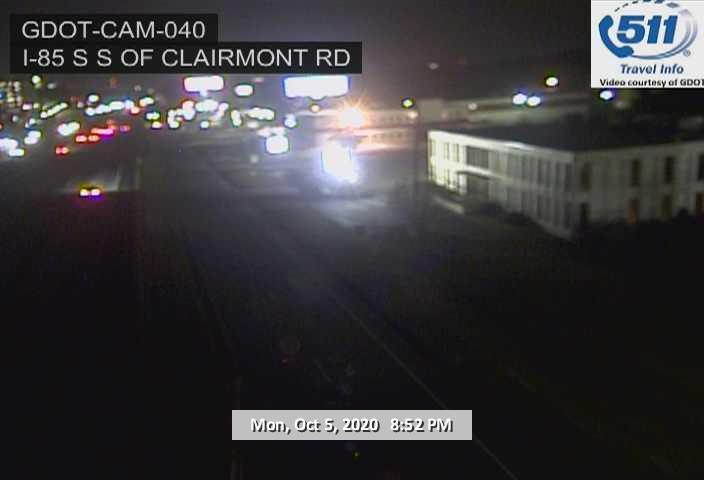 GDOT-CAM-040
I-85 S S OF CLAIRMONT RD
511
Travel Info
Video courtesy of GDOT
Mon, Oct 5, 2020 8:52 PM